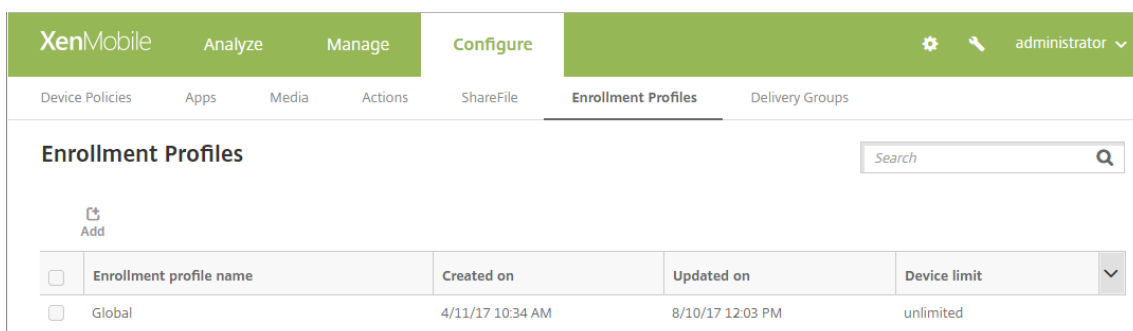 XenMobile Analyze Manage Configure administrator
Device Policies Apps Media Actions ShareFile Enrollment Profiles Delivery Groups
Enrollment Profiles
Search
Add
Enrollment profile name Created on Updated on Device limit
Global 4/11/17 10:34 AM 8/10/17 12:03 PM unlimited